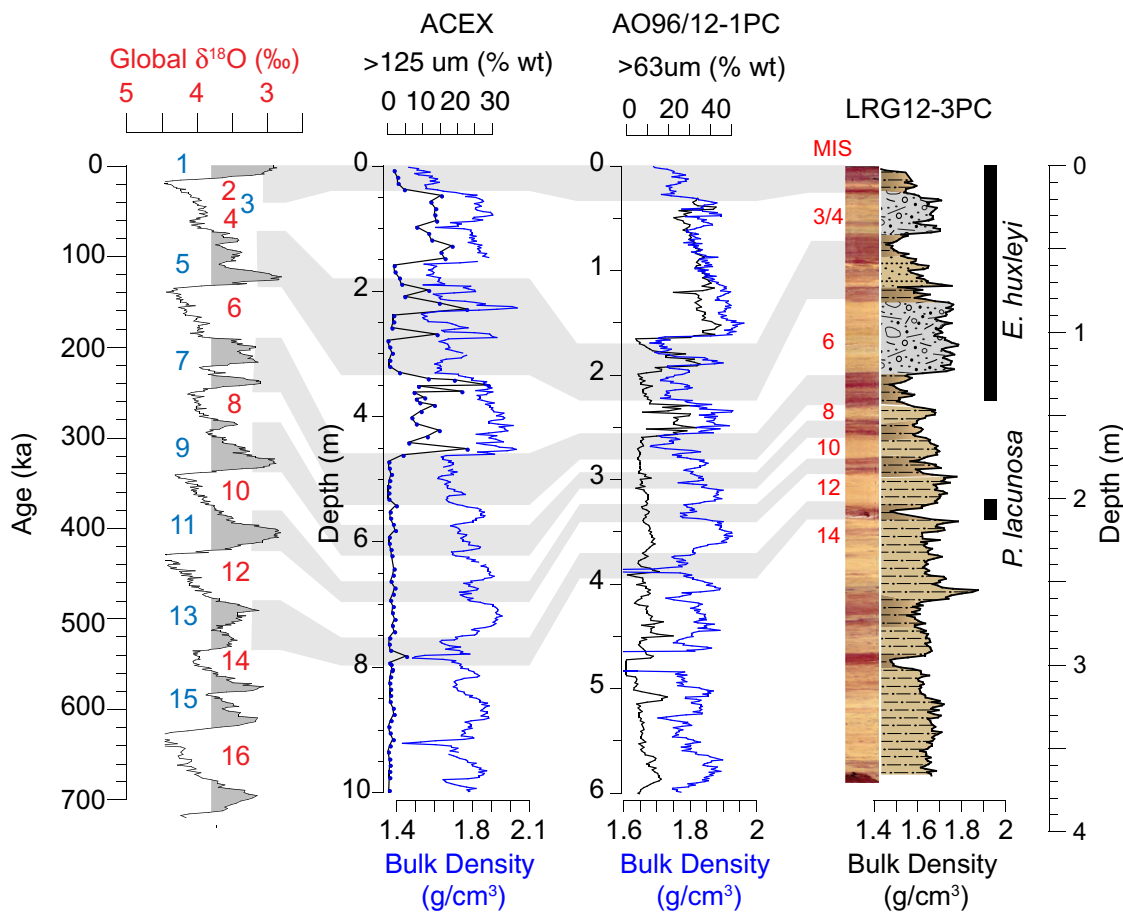 ACEX
AO96/12-1PC
Global δ¹⁸O (‰)
>125 um (% wt)
>63um (% wt)
5 4 3
0 10 20 30
0 20 40
LRG12-3PC
MIS
Age (ka)
0
100
200
300
400
500
600
700
1
2
3
4
5
6
7
8
9
10
11
12
13
14
15
16
Depth (m)
0
2
4
6
8
10
1.4 1.8 2.1
Bulk Density
(g/cm³)
Depth (m)
0
1
2
3
4
5
6
1.6 1.8 2
Bulk Density
(g/cm³)
3/4
6
8
10
12
14
1.4 1.6 1.8 2
Bulk Density
(g/cm³)
E. huxleyi
P. lacunosa
Depth (m)
0
1
2
3
4